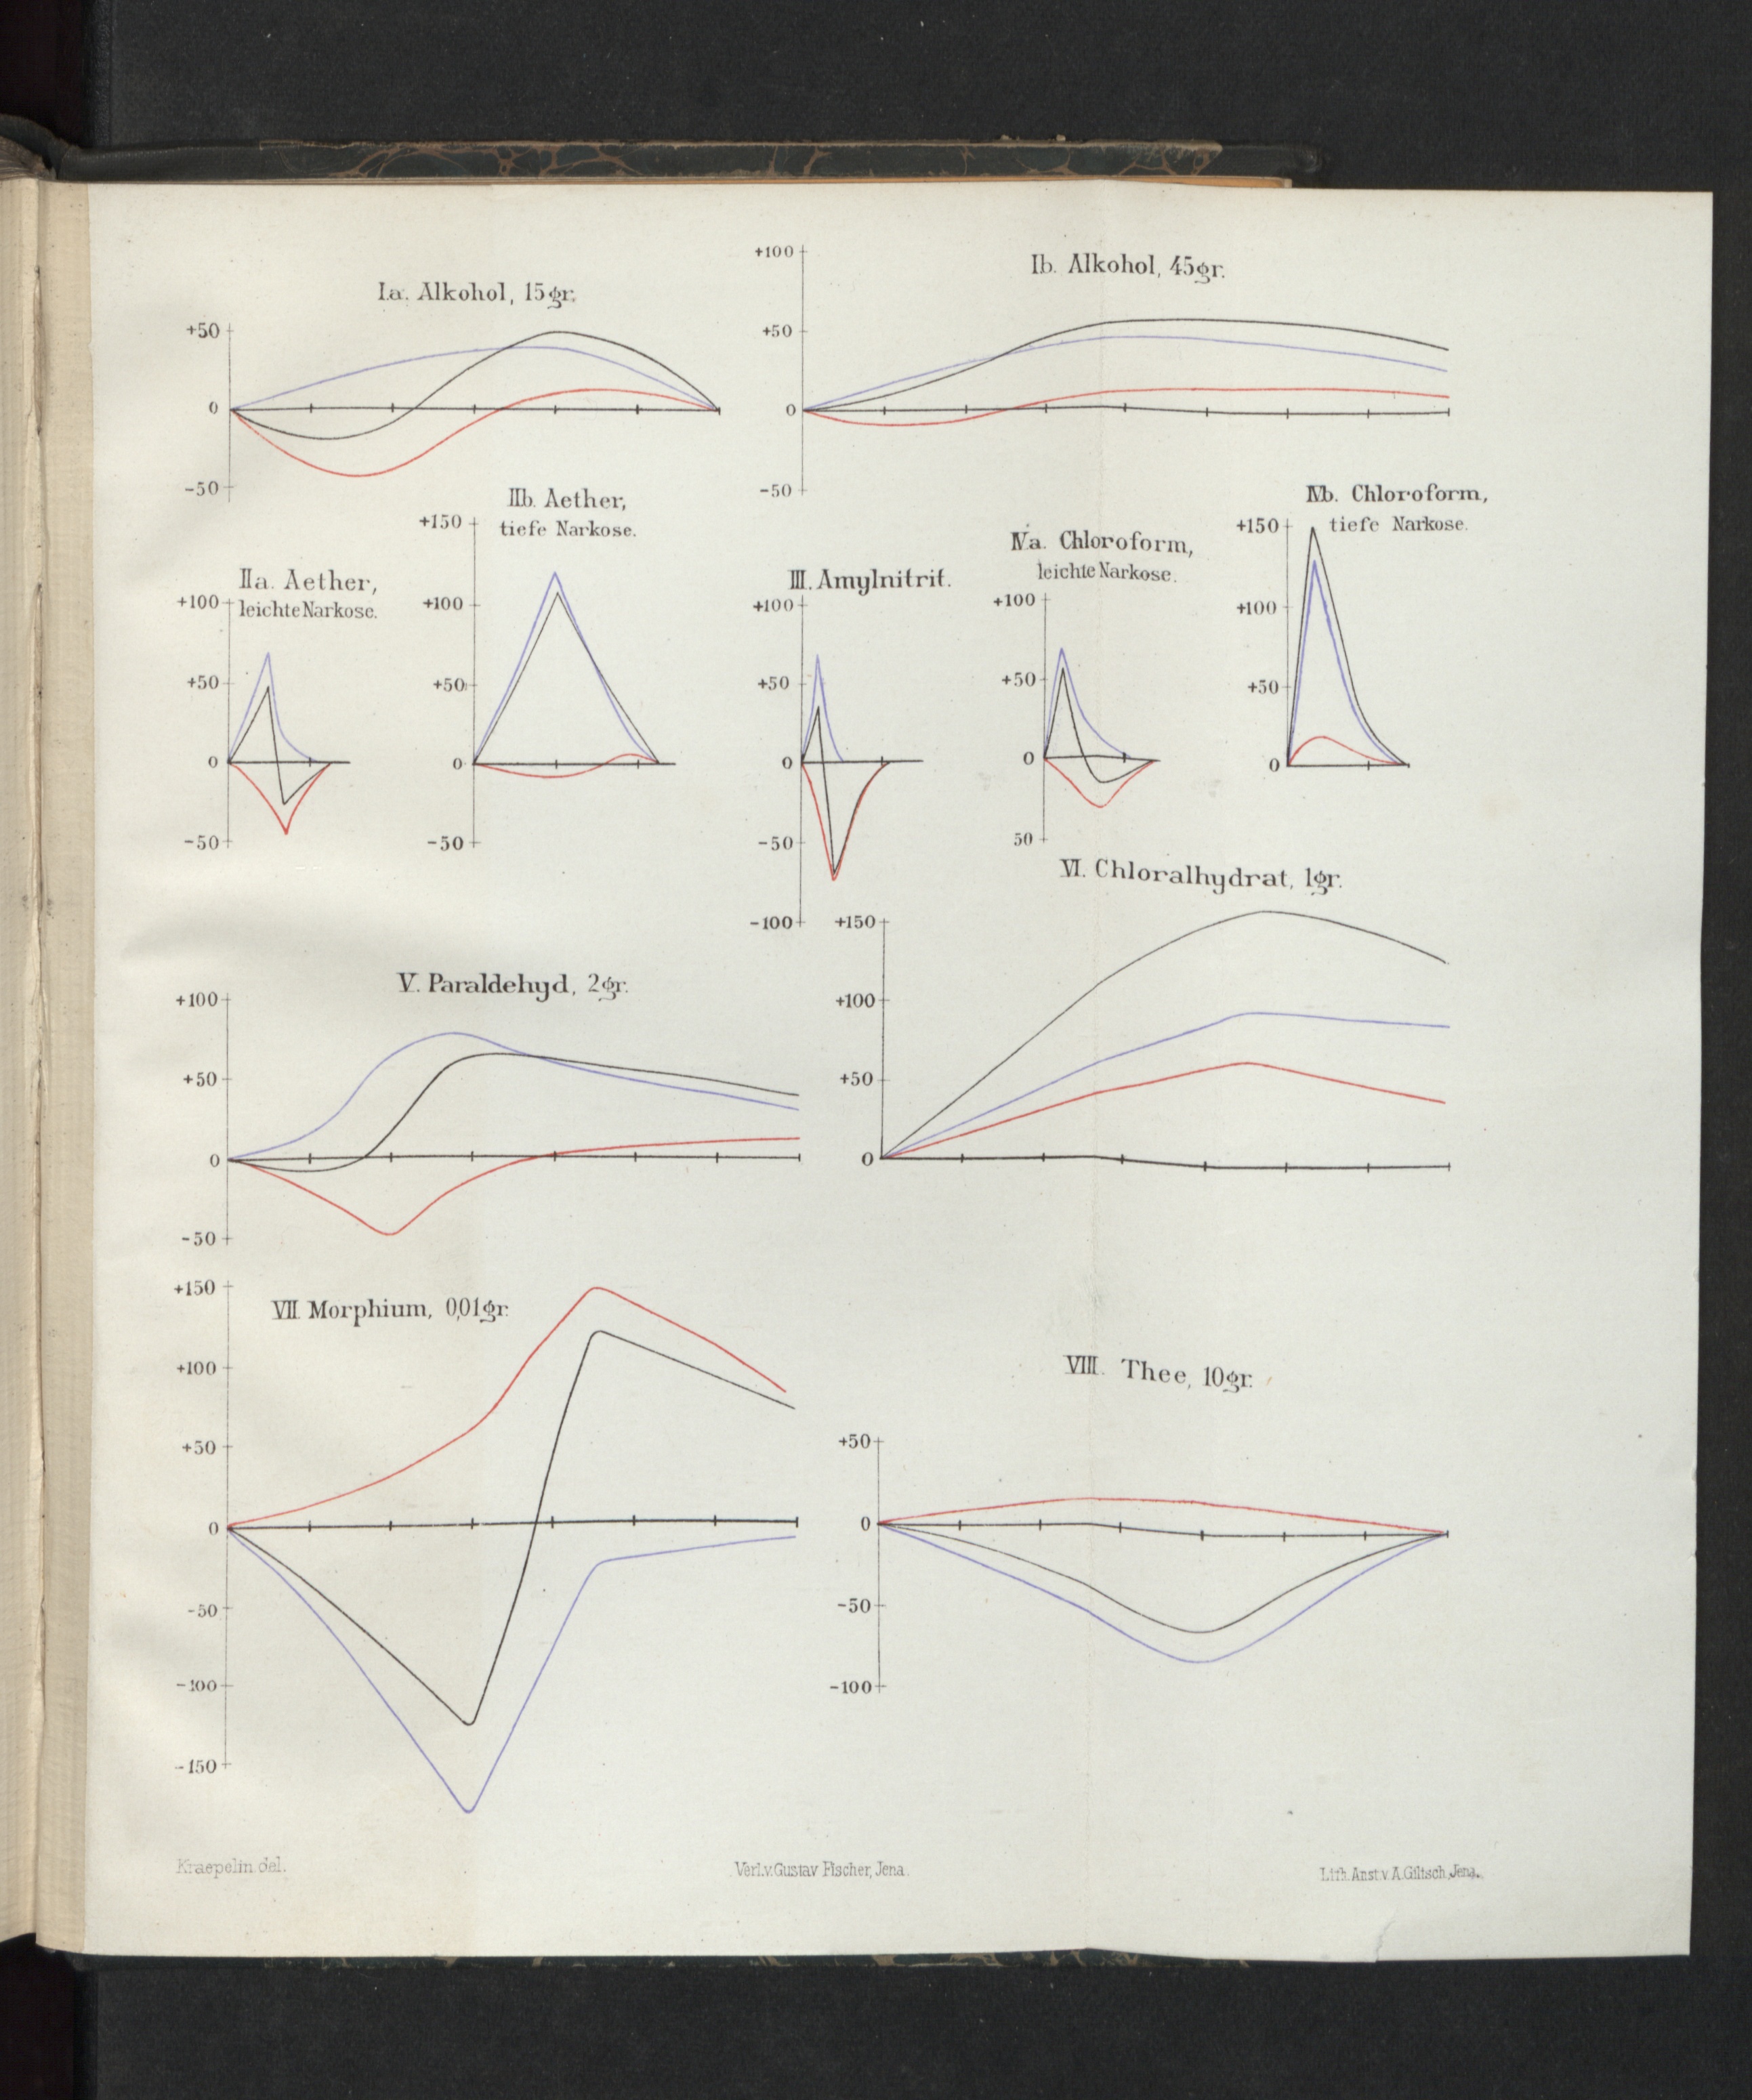 Ia. Alkohol, 15gr.
+50
0
-50
Ib. Alkohol, 45gr.
+100
+50
0
-50
IIa. Aether,
leichte Narkose.
+100
+50
0
-50
IIb. Aether,
tiefe Narkose.
+150
+100
+50
0
-50
III. Amylnitrit.
+100
+50
0
-50
-100
IVa. Chloroform,
leichte Narkose.
+100
+50
0
50
IVb. Chloroform,
tiefe Narkose.
+150
+100
+50
0
V. Paraldehyd, 2gr.
+100
+50
0
-50
VI. Chloralhydrat, 1gr.
+150
+100
+50
0
VII. Morphium, 0,01gr.
+150
+100
+50
0
-50
-100
-150
VIII. Thee, 10gr.
+50
0
-50
-100
Kraepelin del.
Verl.v.Gustav Fischer, Jena.
Lith.Anst.v.A.Giltsch,Jena.